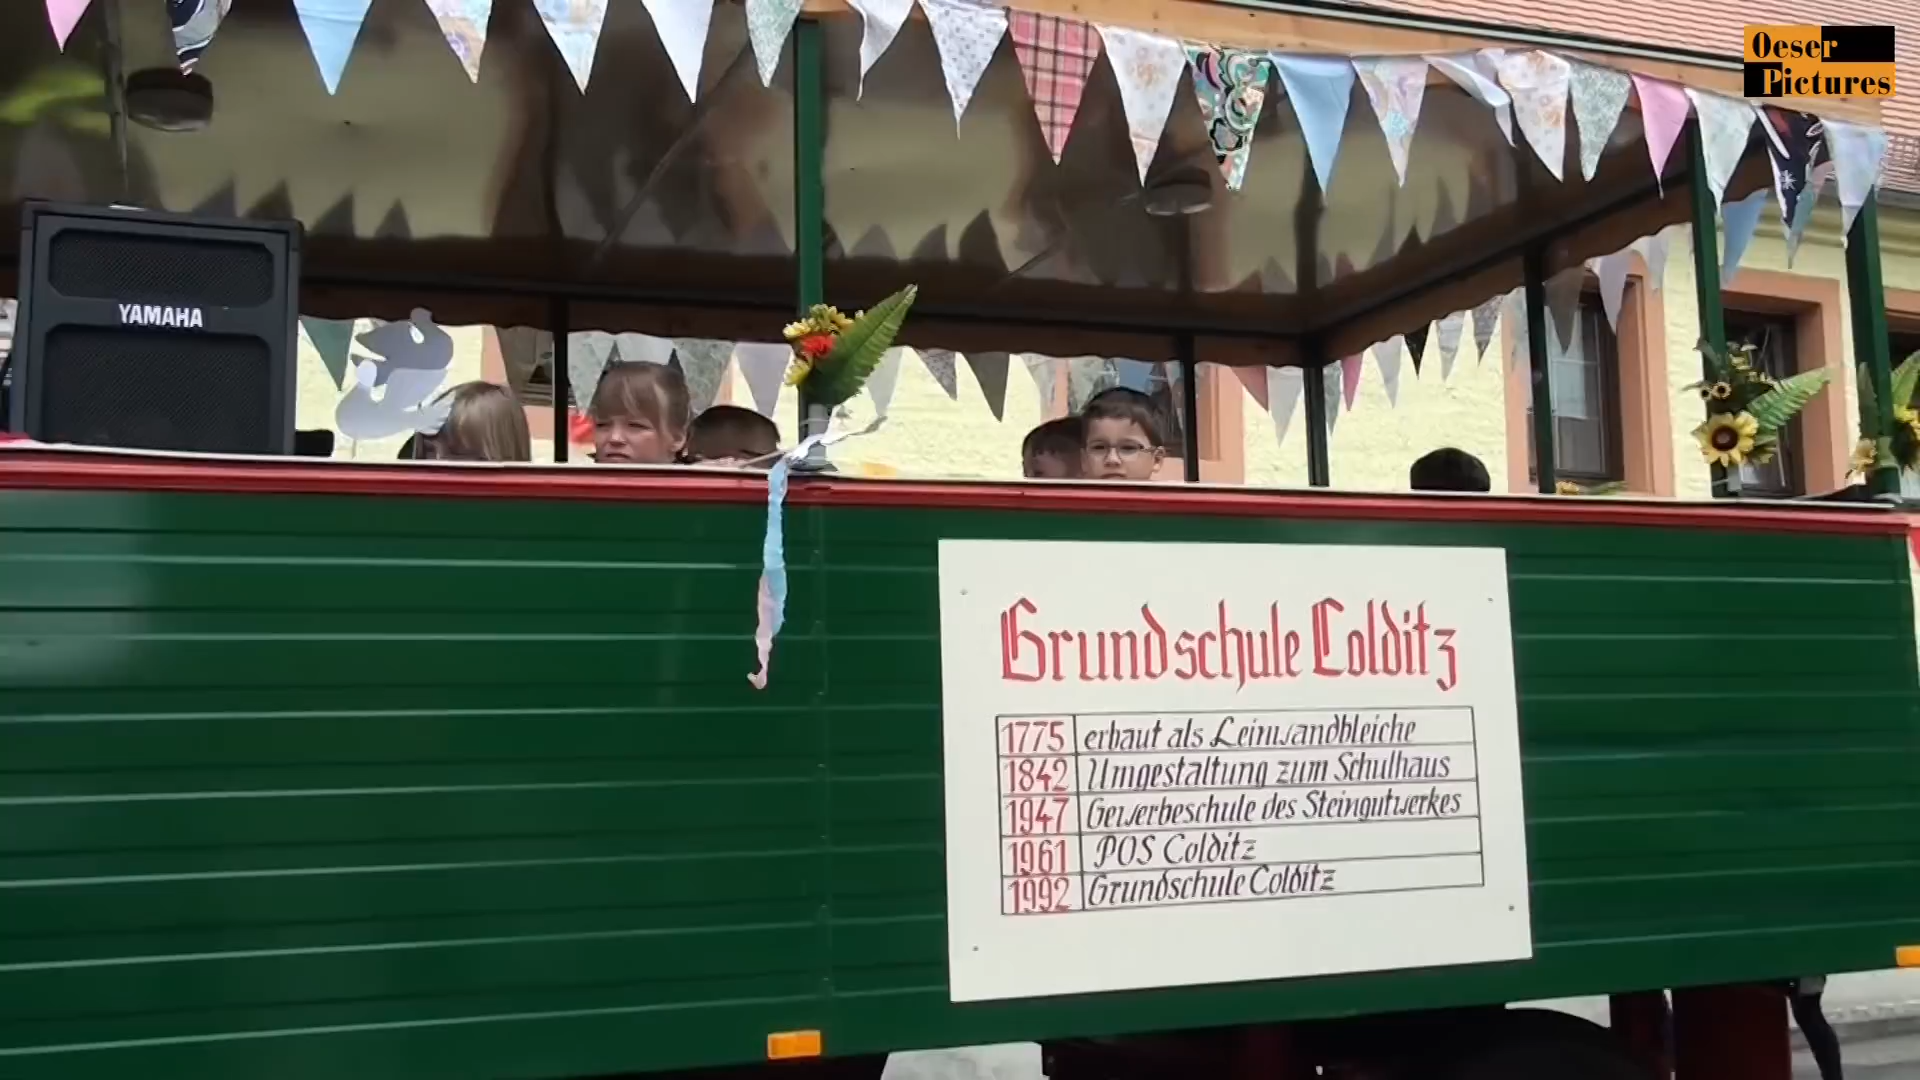 Oeser
Pictures
YAMAHA
Grundschule Colditz
1775 erbaut als Leinwandbleiche
1842 Umgestaltung zum Schulhaus
1947 Gewerbeschule des Steingutwerkes
1961 POS Colditz
1992 Grundschule Colditz